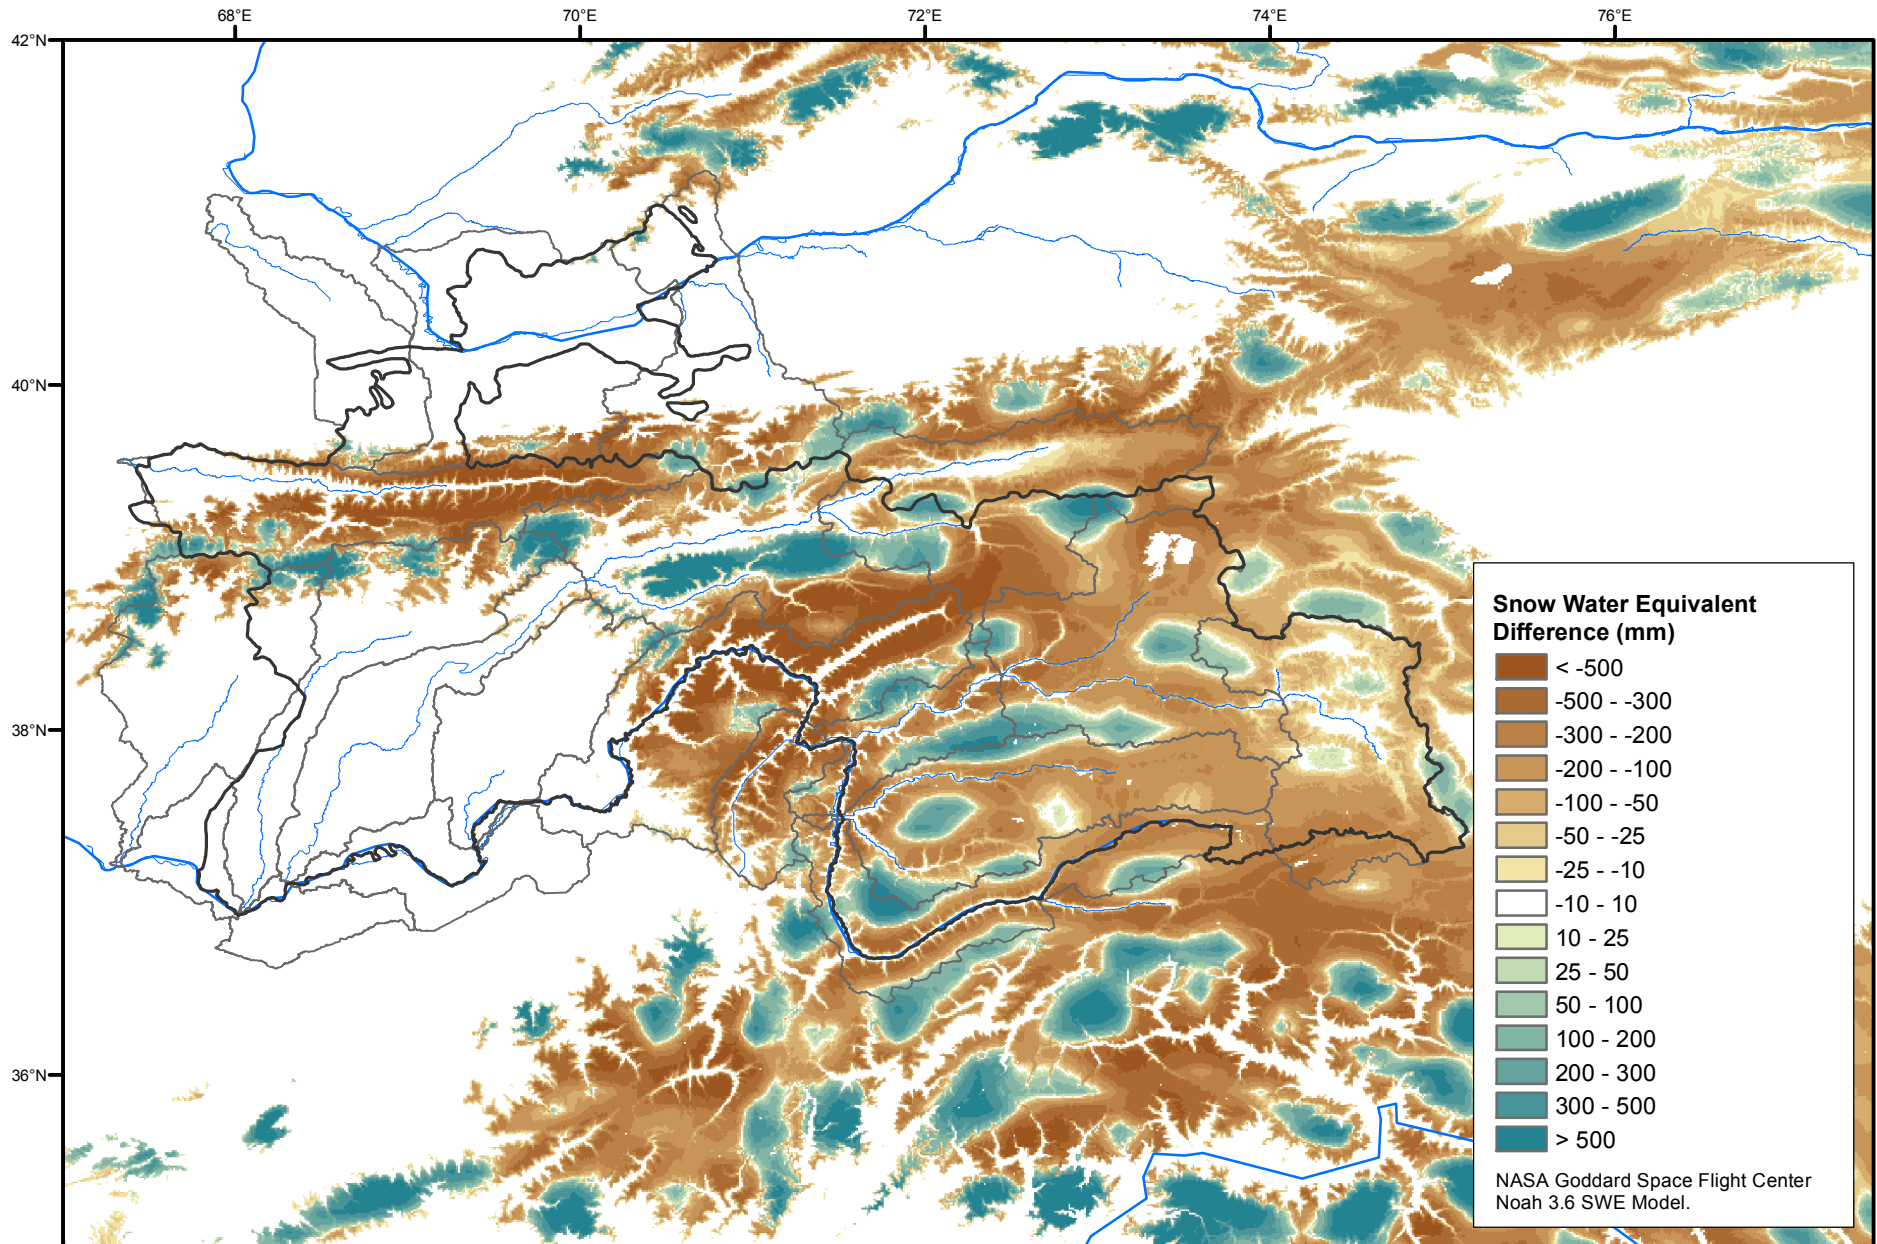 68°E
70°E
72°E
74°E
76°E
42°N
40°N
38°N
36°N
Snow Water Equivalent
Difference (mm)
< -500
-500 - -300
-300 - -200
-200 - -100
-100 - -50
-50 - -25
-25 - -10
-10 - 10
10 - 25
25 - 50
50 - 100
100 - 200
200 - 300
300 - 500
> 500
NASA Goddard Space Flight Center
Noah 3.6 SWE Model.